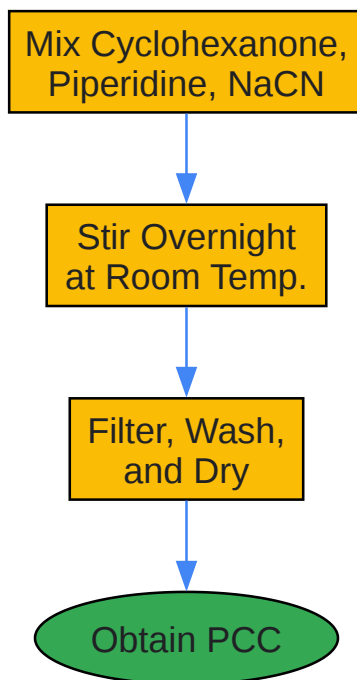 Mix Cyclohexanone,
Piperidine, NaCN
Stir Overnight
at Room Temp.
Filter, Wash,
and Dry
Obtain PCC